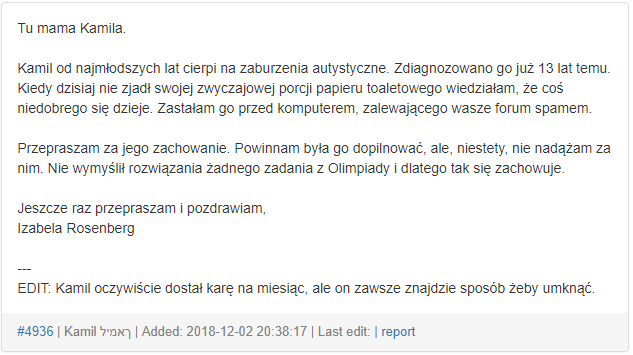 Tu mama Kamila.
Kamil od najmłodszych lat cierpi na zaburzenia autystyczne. Zdiagnozowano go już 13 lat temu.
Kiedy dzisiaj nie zjadł swojej zwyczajowej porcji papieru toaletowego wiedziałam, że coś
niedobrego się dzieje. Zastałam go przed komputerem, zalewającego wasze forum spamem.
Przepraszam za jego zachowanie. Powinnam była go dopilnować, ale, niestety, nie nadążam za
nim. Nie wymyślił rozwiązania żadnego zadania z Olimpiady i dlatego tak się zachowuje.
Jeszcze raz przepraszam i pozdrawiam,
Izabela Rosenberg
---
EDIT: Kamil oczywiście dostał karę na miesiąc, ale on zawsze znajdzie sposób żeby umknąć.
#4936 | Kamil ךאמיל | Added: 2018-12-02 20:38:17 | Last edit: | report